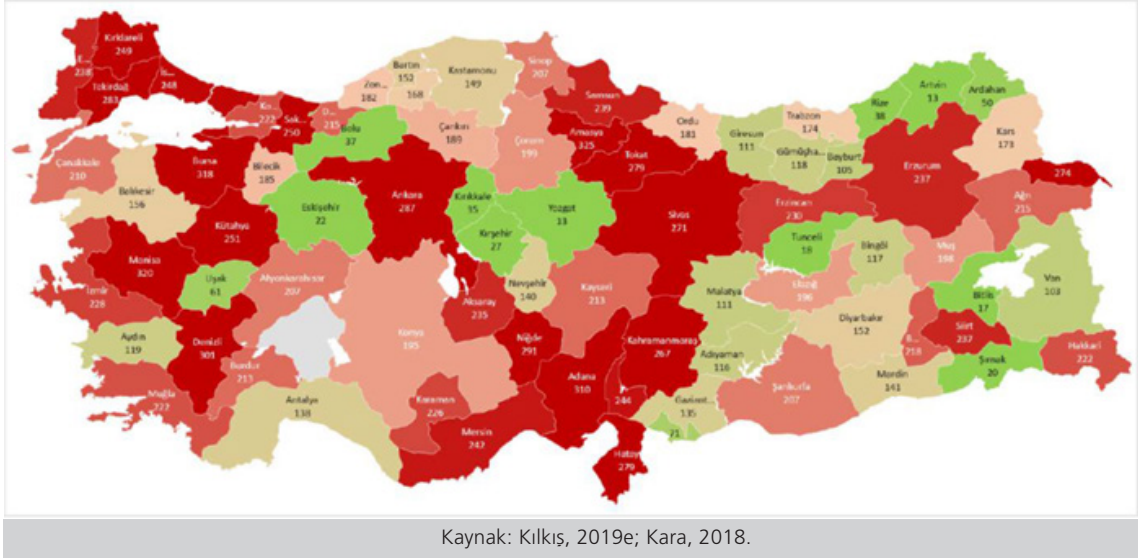 Kırklareli
249
E...
238
Tekirdağ
283
İs...
248
Ko...
222
Sak...
250
D...
215
Bolu
37
Zon...
182
Bartın
152
168
Kastamonu
149
Sinop
207
Samsun
239
Çankırı
189
Çorum
199
Amasya
325
Tokat
279
Ordu
181
Giresun
111
Gümüşha...
118
Trabzon
174
Bayburt
105
Rize
38
Artvin
13
Ardahan
50
Kars
173
274
Ağrı
215
Erzurum
237
Erzincan
230
Tunceli
18
Bingöl
117
Muş
198
Bitlis
17
Van
103
Hakkari
222
Şırnak
20
Siirt
237
B...
218
Mardin
141
Diyarbakır
152
Elazığ
196
Malatya
111
Adıyaman
116
Şanlıurfa
207
Gaziant...
135
71
Kahramanmaraş
267
244
Hatay
279
Adana
310
Mersin
242
Niğde
291
Kayseri
213
Nevşehir
140
Aksaray
235
Kırşehir
27
Kırıkkale
35
Yozgat
13
Sivas
271
Ankara
287
Konya
195
Karaman
226
Antalya
138
Burdur
213
Afyonkarahisar
207
Eskişehir
22
Bilecik
185
Bursa
318
Kütahya
251
Uşak
61
Denizli
301
Muğla
222
Aydın
119
İzmir
228
Manisa
320
Balıkesir
156
Çanakkale
210
Kaynak: Kılkış, 2019e; Kara, 2018.